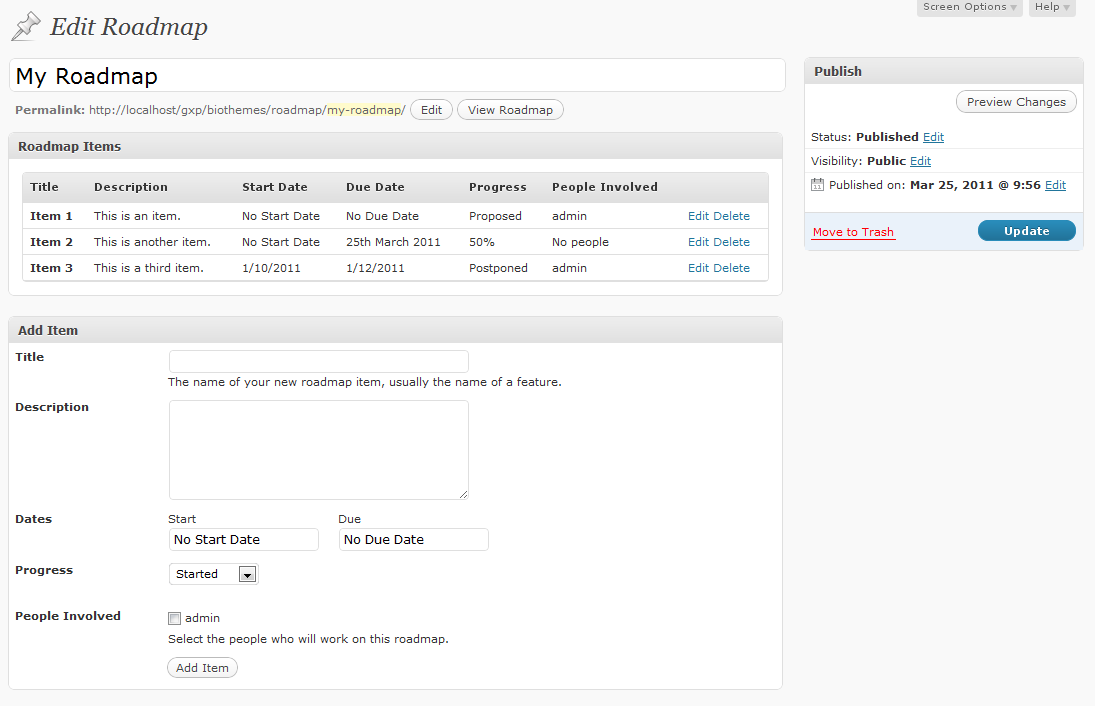 Screen Options Help
Edit Roadmap
My Roadmap
Permalink: http://localhost/gxp/biothemes/roadmap/my-roadmap/ Edit View Roadmap
Roadmap Items
Title Description Start Date Due Date Progress People Involved
Item 1 This is an item. No Start Date No Due Date Proposed admin Edit Delete
Item 2 This is another item. No Start Date 25th March 2011 50% No people Edit Delete
Item 3 This is a third item. 1/10/2011 1/12/2011 Postponed admin Edit Delete
Add Item
Title
The name of your new roadmap item, usually the name of a feature.
Description
Dates Start Due
No Start Date No Due Date
Progress Started
People Involved admin
Select the people who will work on this roadmap.
Add Item
Publish
Preview Changes
Status: Published Edit
Visibility: Public Edit
Published on: Mar 25, 2011 @ 9:56 Edit
Move to Trash Update